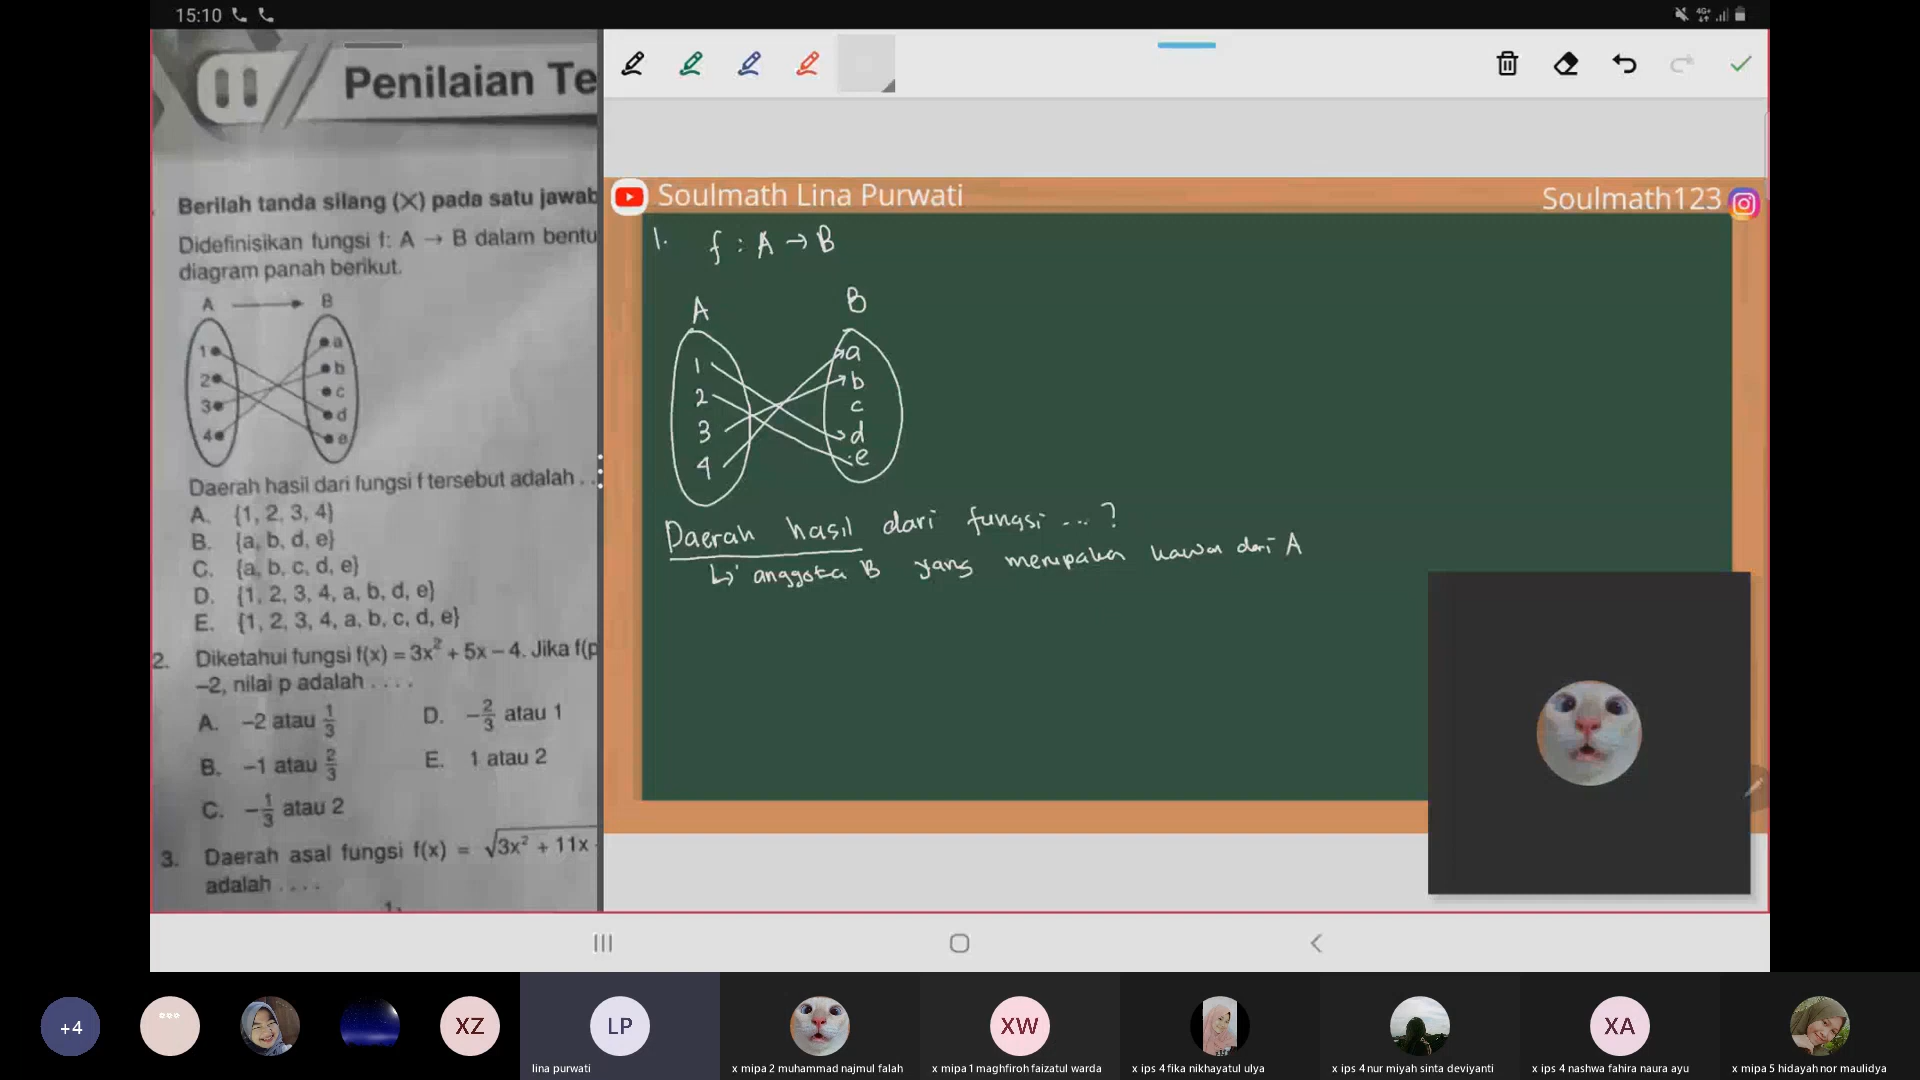 15:10
4G+
Penilaian Te
Berilah tanda silang (X) pada satu jawab
Didefinisikan fungsi f: A → B dalam bentu
diagram panah berikut.
A B
1 a
2 b
3 c
4 d
e
Daerah hasil dari fungsi f tersebut adalah . .
A. {1, 2, 3, 4}
B. {a, b, d, e}
C. {a, b, c, d, e}
D. {1, 2, 3, 4, a, b, d, e}
E. {1, 2, 3, 4, a, b, c, d, e}
2. Diketahui fungsi f(x) = 3x² + 5x – 4. Jika f(p
–2, nilai p adalah . . . .
A. –2 atau 1/3
D. –2/3 atau 1
B. –1 atau 2/3
E. 1 atau 2
C. –1/3 atau 2
3. Daerah asal fungsi f(x) = √3x² + 11x
adalah . . . .
Soulmath Lina Purwati
Soulmath123
1. f : A → B
A B
1 a
2 b
3 c
4 d
e
Daerah hasil dari fungsi ... ?
↳ anggota B yang merupakan kawan dari A
+4
XZ
LP
XW
XA
lina purwati
x mipa 2 muhammad najmul falah
x mipa 1 maghfiroh faizatul warda
x ips 4 fika nikhayatul ulya
x ips 4 nur miyah sinta deviyanti
x ips 4 nashwa fahira naura ayu
x mipa 5 hidayah nor maulidya